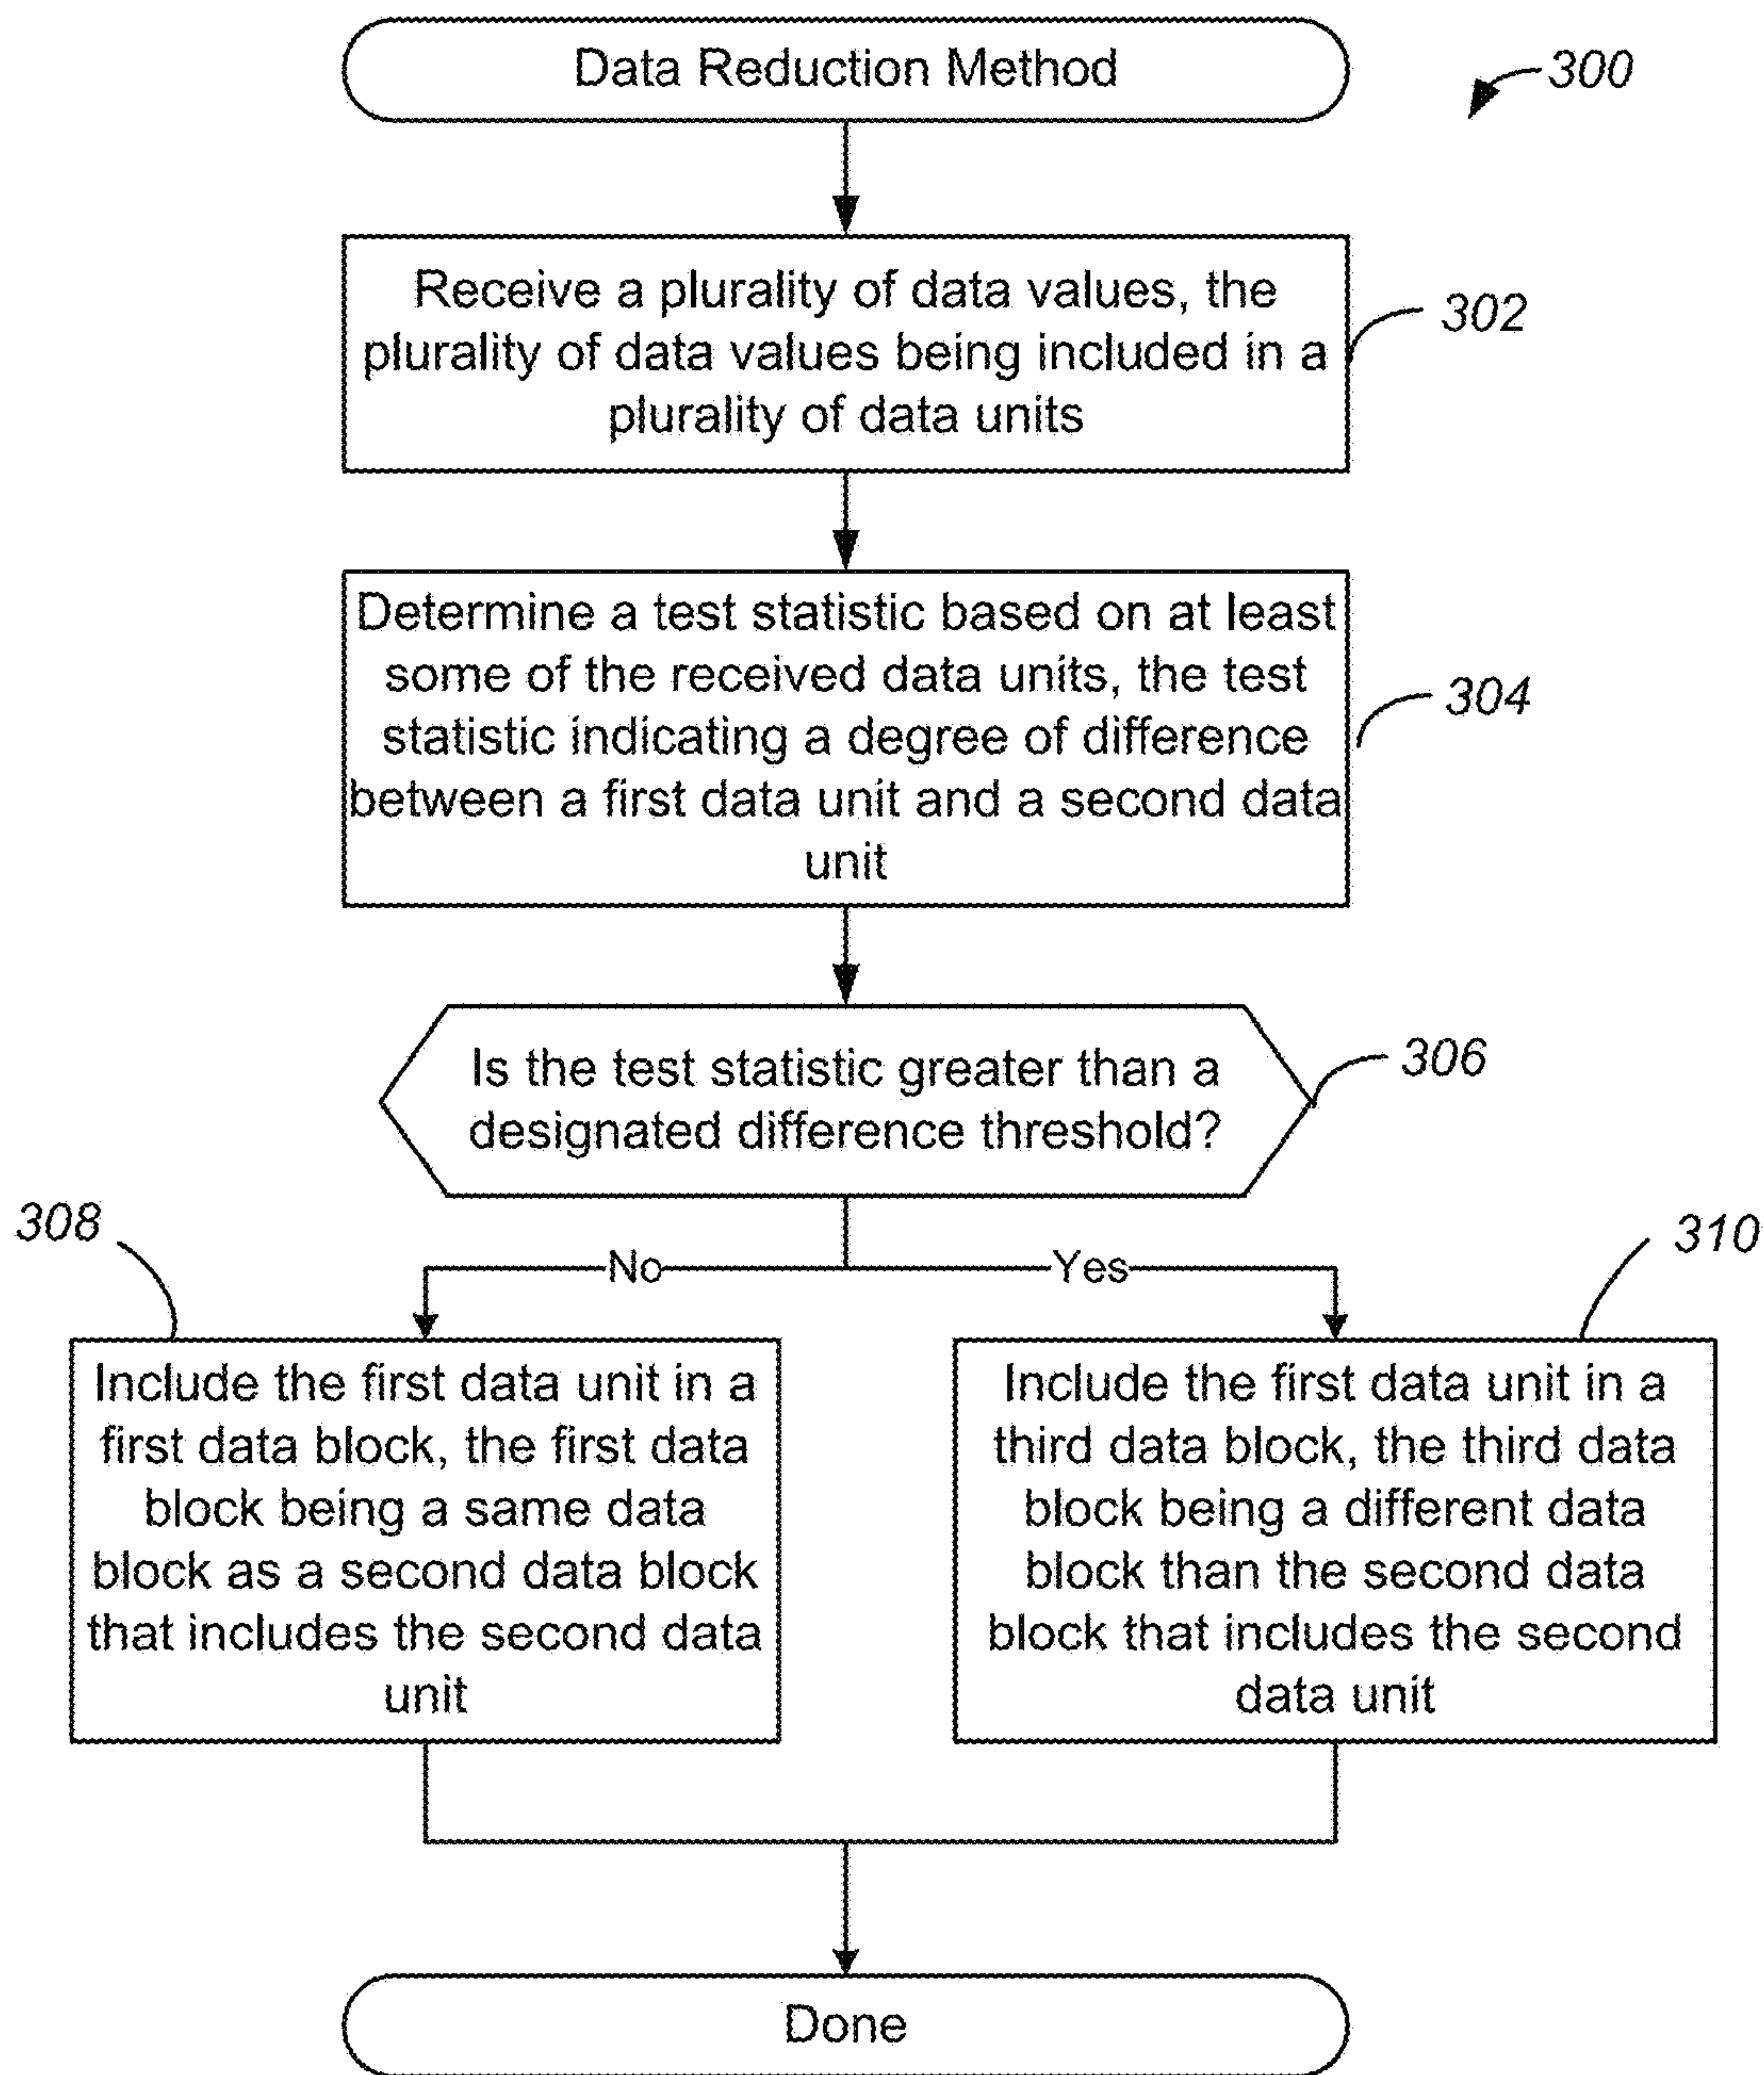 Data Reduction Method
300
Receive a plurality of data values, the
plurality of data values being included in a
plurality of data units
302
Determine a test statistic based on at least
some of the received data units, the test
statistic indicating a degree of difference
between a first data unit and a second data
unit
304
Is the test statistic greater than a
designated difference threshold?
306
No
Yes
308
Include the first data unit in a
first data block, the first data
block being a same data
block as a second data block
that includes the second data
unit
310
Include the first data unit in a
third data block, the third data
block being a different data
block than the second data
block that includes the second
data unit
Done